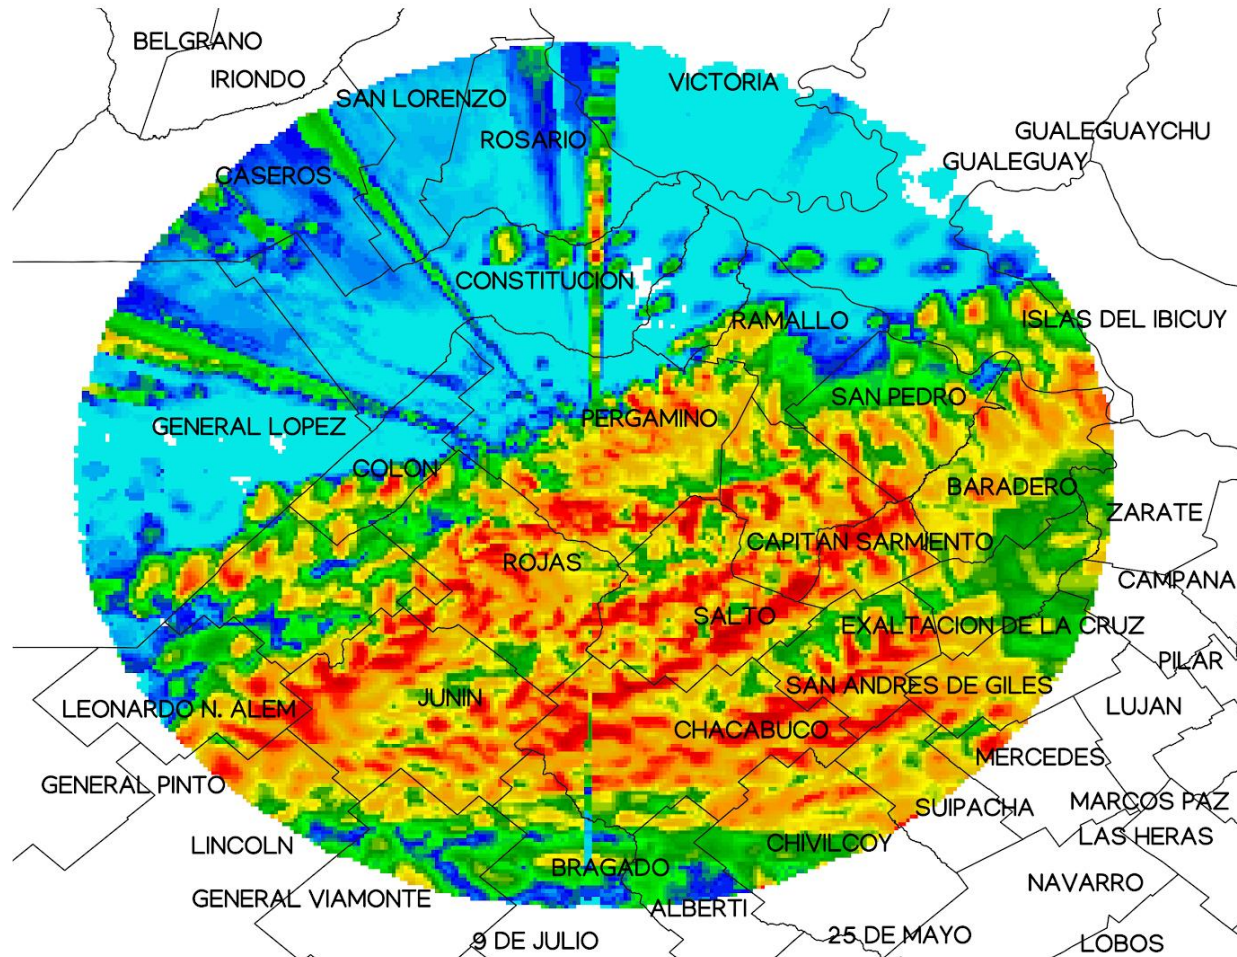 BELGRANO
IRIONDO
VICTORIA
SAN LORENZO
ROSARIO
GUALEGUAYCHU
GUALEGUAY
CASEROS
CONSTITUCION
RAMALLO
ISLAS DEL IBICUY
SAN PEDRO
PERGAMINO
GENERAL LOPEZ
COLON
BARADERO
ZARATE
CAPITAN SARMIENTO
ROJAS
CAMPANA
SALTO
EXALTACION DE LA CRUZ
PILAR
SAN ANDRES DE GILES
JUNIN
LEONARDO N. ALEM
LUJAN
CHACABUCO
MERCEDES
GENERAL PINTO
MARCOS PAZ
SUIPACHA
LAS HERAS
LINCOLN
CHIVILCOY
BRAGADO
NAVARRO
GENERAL VIAMONTE
ALBERTI
9 DE JULIO
25 DE MAYO
LOBOS